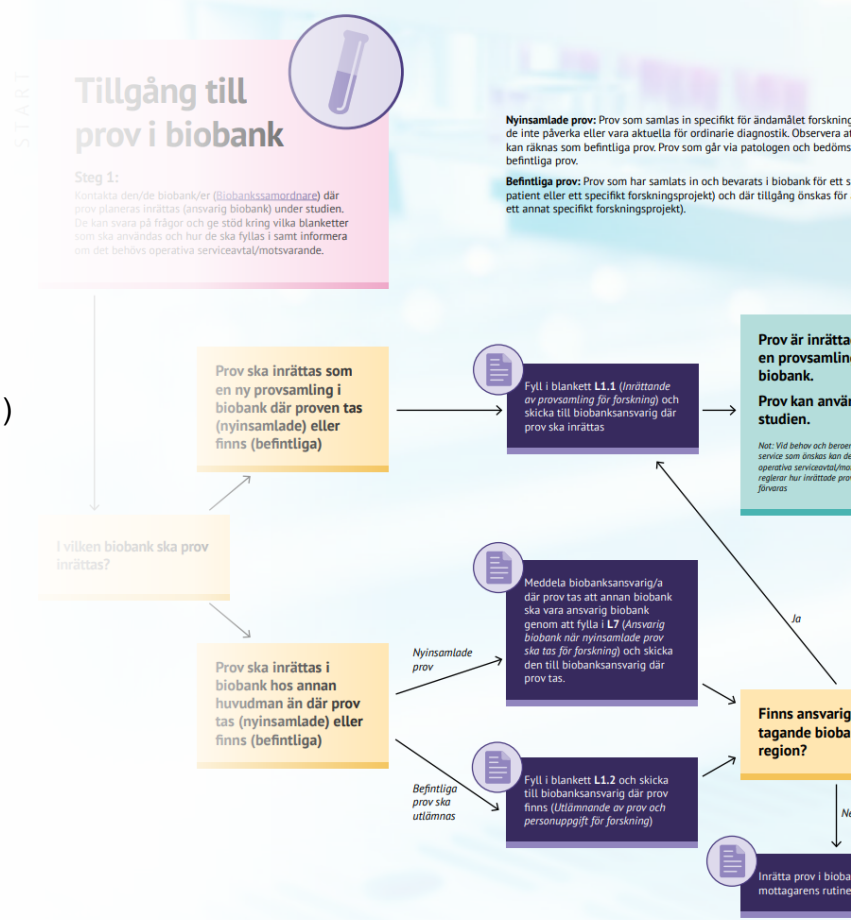 START
Tillgång till
prov i biobank
Steg 1:
Kontakta den/de biobank/er (Biobankssamordnare) där
prov planeras inrättas (ansvarig biobank) under studien.
De kan svara på frågor och ge stöd kring vilka blanketter
som ska användas och hur de ska fyllas i samt informera
om det behövs operativa serviceavtal/motsvarande.
Nyinsamlade prov: Prov som samlas in specifikt för ändamålet forskning
de inte påverka eller vara aktuella för ordinarie diagnostik. Observera at
kan räknas som befintliga prov. Prov som går via patologen och bedöms
befintliga prov.
Befintliga prov: Prov som har samlats in och bevarats i biobank för ett s
patient eller ett specifikt forskningsprojekt) och där tillgång önskas för
ett annat specifikt forskningsprojekt).
)
Prov ska inrättas som
en ny provsamling i
biobank där proven tas
(nyinsamlade) eller
finns (befintliga)
Fyll i blankett L1.1 (Inrättande
av provsamling för forskning) och
skicka till biobanksansvarig där
prov ska inrättas
Prov är inrätta
en provsamling
biobank.
Prov kan använ
studien.
Not: Vid behov och beroe
service som önskas kan de
operativa serviceavtal/mo
reglerar hur inrättade prov
förvaras
I vilken biobank ska prov
inrättas?
Prov ska inrättas i
biobank hos annan
huvudman än där prov
tas (nyinsamlade) eller
finns (befintliga)
Nyinsamlade
prov
Meddela biobanksansvarig/a
där prov tas att annan biobank
ska vara ansvarig biobank
genom att fylla i L7 (Ansvarig
biobank när nyinsamlade prov
ska tas för forskning) och skicka
den till biobanksansvarig där
prov tas.
Befintliga
prov ska
utlämnas
Fyll i blankett L1.2 och skicka
till biobanksansvarig där prov
finns (Utlämnande av prov och
personuppgift för forskning)
Ja
Finns ansvarig
tagande bioba
region?
Ne
Inrätta prov i bioba
mottagarens rutine